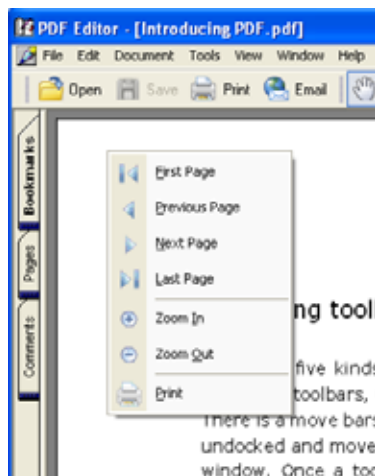 PDF Editor - [Introducing PDF.pdf]
File Edit Document Tools View Window Help
Open Save Print Email
Bookmarks
Pages
Comments
First Page
Previous Page
Next Page
Last Page
Zoom In
Zoom Out
Print
ng tool
five kinds
toolbars,
There is a move bars
undocked and move
window. Once a too